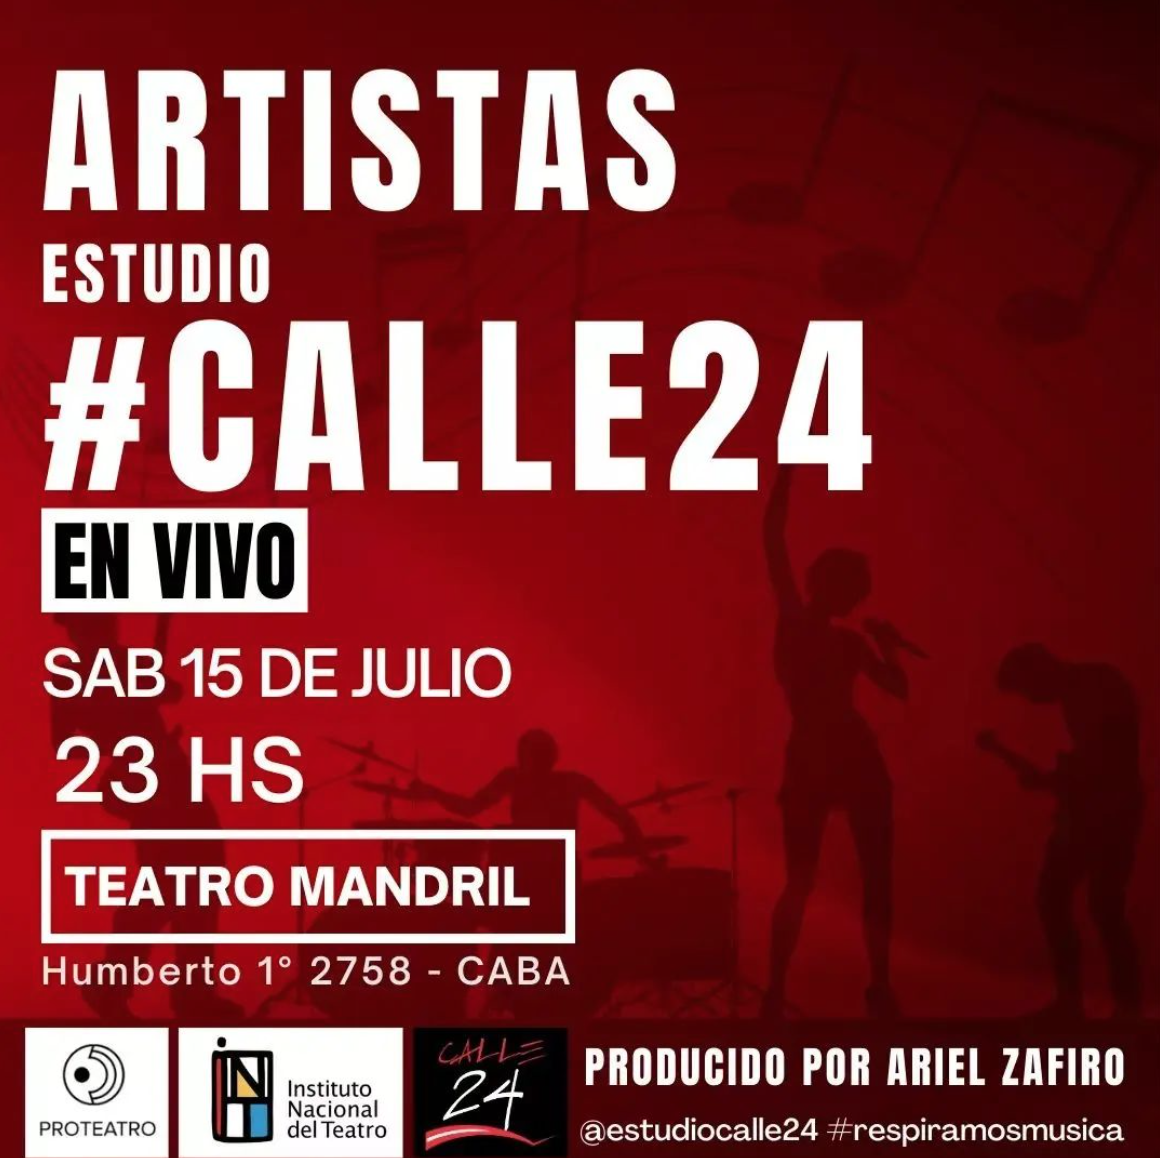 ARTISTAS
ESTUDIO
#CALLE24
EN VIVO
SAB 15 DE JULIO
23 HS
TEATRO MANDRIL
Humberto 1° 2758 - CABA
PROTEATRO
iNT
Instituto
Nacional
del Teatro
CALLE
24
PRODUCIDO POR ARIEL ZAFIRO
@estudiocalle24 #respiramosmusica